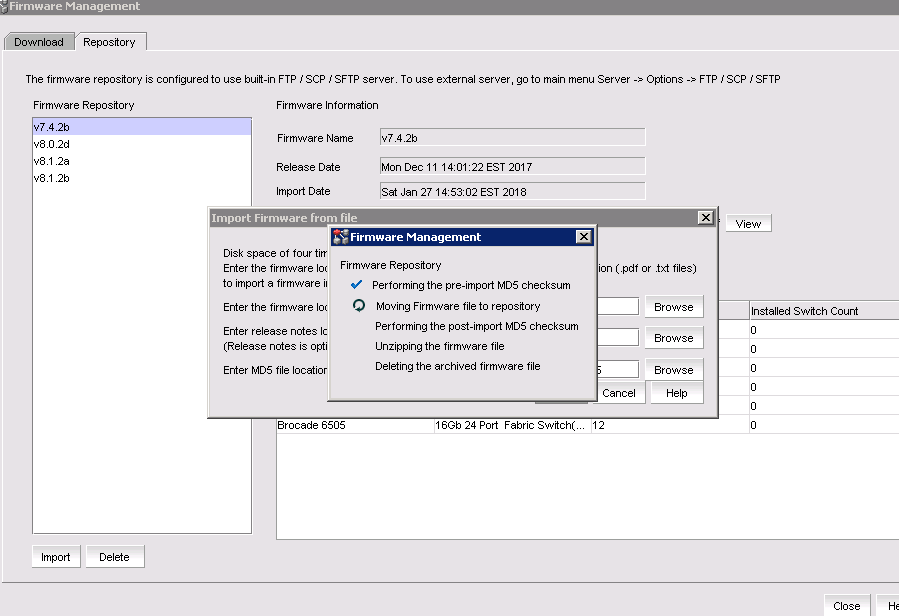 Firmware Management
Download
Repository
The firmware repository is configured to use built-in FTP / SCP / SFTP server. To use external server, go to main menu Server -> Options -> FTP / SCP / SFTP
Firmware Repository
Firmware Information
v7.4.2b
v8.0.2d
v8.1.2a
v8.1.2b
Firmware Name
v7.4.2b
Release Date
Mon Dec 11 14:01:22 EST 2017
Import Date
Sat Jan 27 14:53:02 EST 2018
View
Import Firmware from file
Disk space of four tim
Enter the firmware loc
ion (.pdf or .txt files)
to import a firmware i
Enter the firmware loc
Browse
Enter release notes lo
(Release notes is opti
Browse
Enter MD5 file location
Browse
Cancel
Help
Firmware Management
Firmware Repository
Performing the pre-import MD5 checksum
Moving Firmware file to repository
Performing the post-import MD5 checksum
Unzipping the firmware file
Deleting the archived firmware file
Installed Switch Count
0
0
0
0
0
Brocade 6505
16Gb 24 Port Fabric Switch(...
12
0
Import
Delete
Close
He